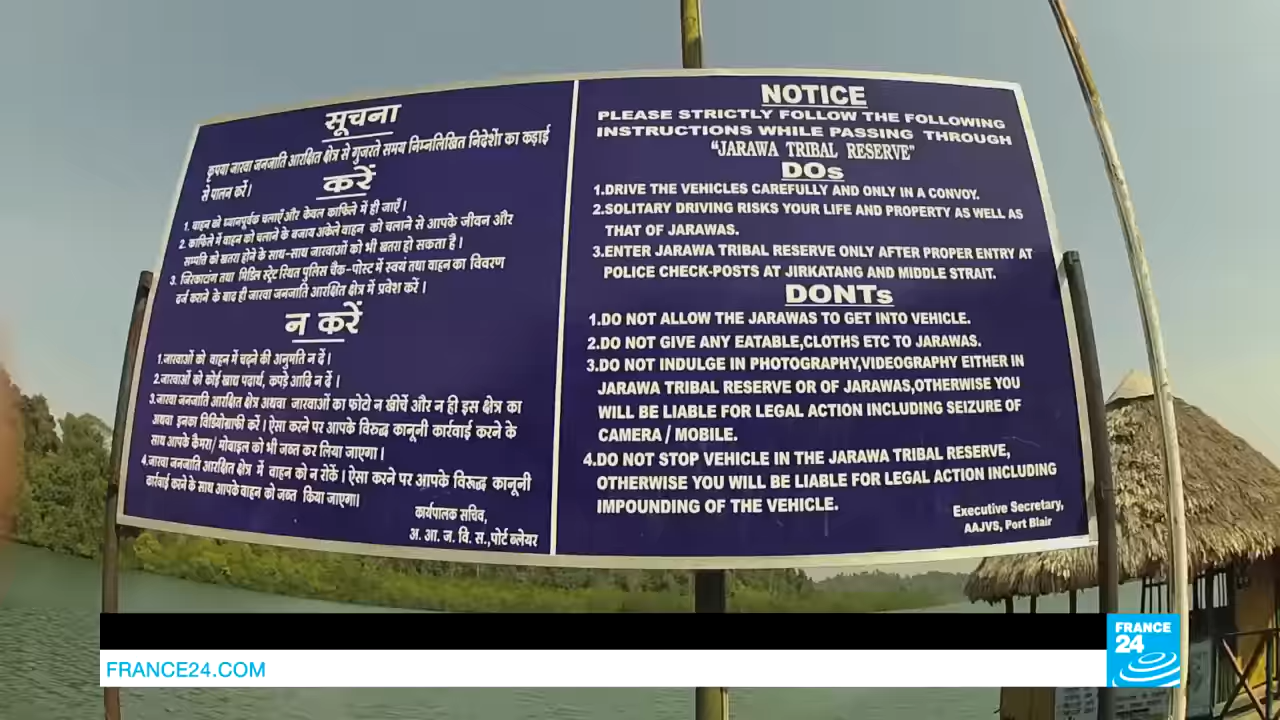 सूचना
कृपया जारवा जनजाति आरक्षित क्षेत्र से गुजरते समय निम्नलिखित निर्देशों का कड़ाई
से पालन करें।
करें
1. वाहन को ध्यानपूर्वक चलाएँ और केवल काफिले में ही जाएँ।
2. काफिले में वाहन को चलाने के बजाय अकेले वाहन को चलाने से आपके जीवन और
सम्पति को खतरा होने के साथ-साथ जारवाओं को भी खतरा हो सकता है।
3. जिरकाटांग तथा मिडिल स्ट्रेट स्थित पुलिस चैक-पोस्ट में स्वयं तथा वाहन का विवरण
दर्ज कराने के बाद ही जारवा जनजाति आरक्षित क्षेत्र में प्रवेश करें।
न करें
1.जारवाओं को वाहन में चढ़ने की अनुमति न दें।
2.जारवाओं को कोई खाद्य पदार्थ, कपड़े आदि न दें।
3.जारवा जनजाति आरक्षित क्षेत्र अथवा जारवाओं का फोटो न खींचें और न ही इस क्षेत्र का
अथवा इनका विडियोग्राफी करें। ऐसा करने पर आपके विरुद्ध कानूनी कार्रवाई करने के
साथ आपके कैमरा/ मोबाइल को भी जब्त कर लिया जाएगा।
4.जारवा जनजाति आरक्षित क्षेत्र में वाहन को न रोकें। ऐसा करने पर आपके विरूद्ध कानूनी
कार्रवाई करने के साथ आपके वाहन को जब्त किया जाएगा।
कार्यपालक सचिव,
अ. आ. ज. वि. स.,पोर्ट ब्लेयर
NOTICE
PLEASE STRICTLY FOLLOW THE FOLLOWING
INSTRUCTIONS WHILE PASSING THROUGH
"JARAWA TRIBAL RESERVE"
DOs
1.DRIVE THE VEHICLES CAREFULLY AND ONLY IN A CONVOY.
2.SOLITARY DRIVING RISKS YOUR LIFE AND PROPERTY AS WELL AS
THAT OF JARAWAS.
3.ENTER JARAWA TRIBAL RESERVE ONLY AFTER PROPER ENTRY AT
POLICE CHECK-POSTS AT JIRKATANG AND MIDDLE STRAIT.
DONTs
1.DO NOT ALLOW THE JARAWAS TO GET INTO VEHICLE.
2.DO NOT GIVE ANY EATABLE,CLOTHS ETC TO JARAWAS.
3.DO NOT INDULGE IN PHOTOGRAPHY,VIDEOGRAPHY EITHER IN
JARAWA TRIBAL RESERVE OR OF JARAWAS,OTHERWISE YOU
WILL BE LIABLE FOR LEGAL ACTION INCLUDING SEIZURE OF
CAMERA / MOBILE.
4.DO NOT STOP VEHICLE IN THE JARAWA TRIBAL RESERVE,
OTHERWISE YOU WILL BE LIABLE FOR LEGAL ACTION INCLUDING
IMPOUNDING OF THE VEHICLE.
Executive Secretary,
AAJVS, Port Blair
FRANCE
24
FRANCE24.COM